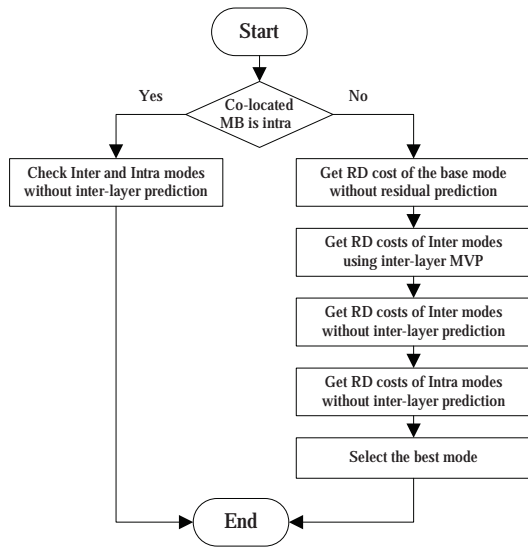 Start
Yes
No
Co-located
MB is intra
Check Inter and Intra modes
without inter-layer prediction
Get RD cost of the base mode
without residual prediction
Get RD costs of Inter modes
using inter-layer MVP
Get RD costs of Inter modes
without inter-layer prediction
Get RD costs of Intra modes
without inter-layer prediction
Select the best mode
End